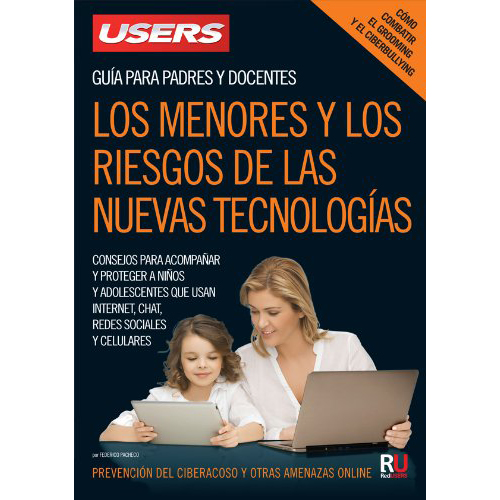 USERS
CÓMO
COMBATIR
EL GROOMING
Y EL CIBERBULLYING
GUÍA PARA PADRES Y DOCENTES
LOS MENORES Y LOS
RIESGOS DE LAS
NUEVAS TECNOLOGÍAS
CONSEJOS PARA ACOMPAÑAR
Y PROTEGER A NIÑOS
Y ADOLESCENTES QUE USAN
INTERNET, CHAT,
REDES SOCIALES
Y CELULARES
por FEDERICO PACHECO
PREVENCIÓN DEL CIBERACOSO Y OTRAS AMENAZAS ONLINE
RU
RedUSERS